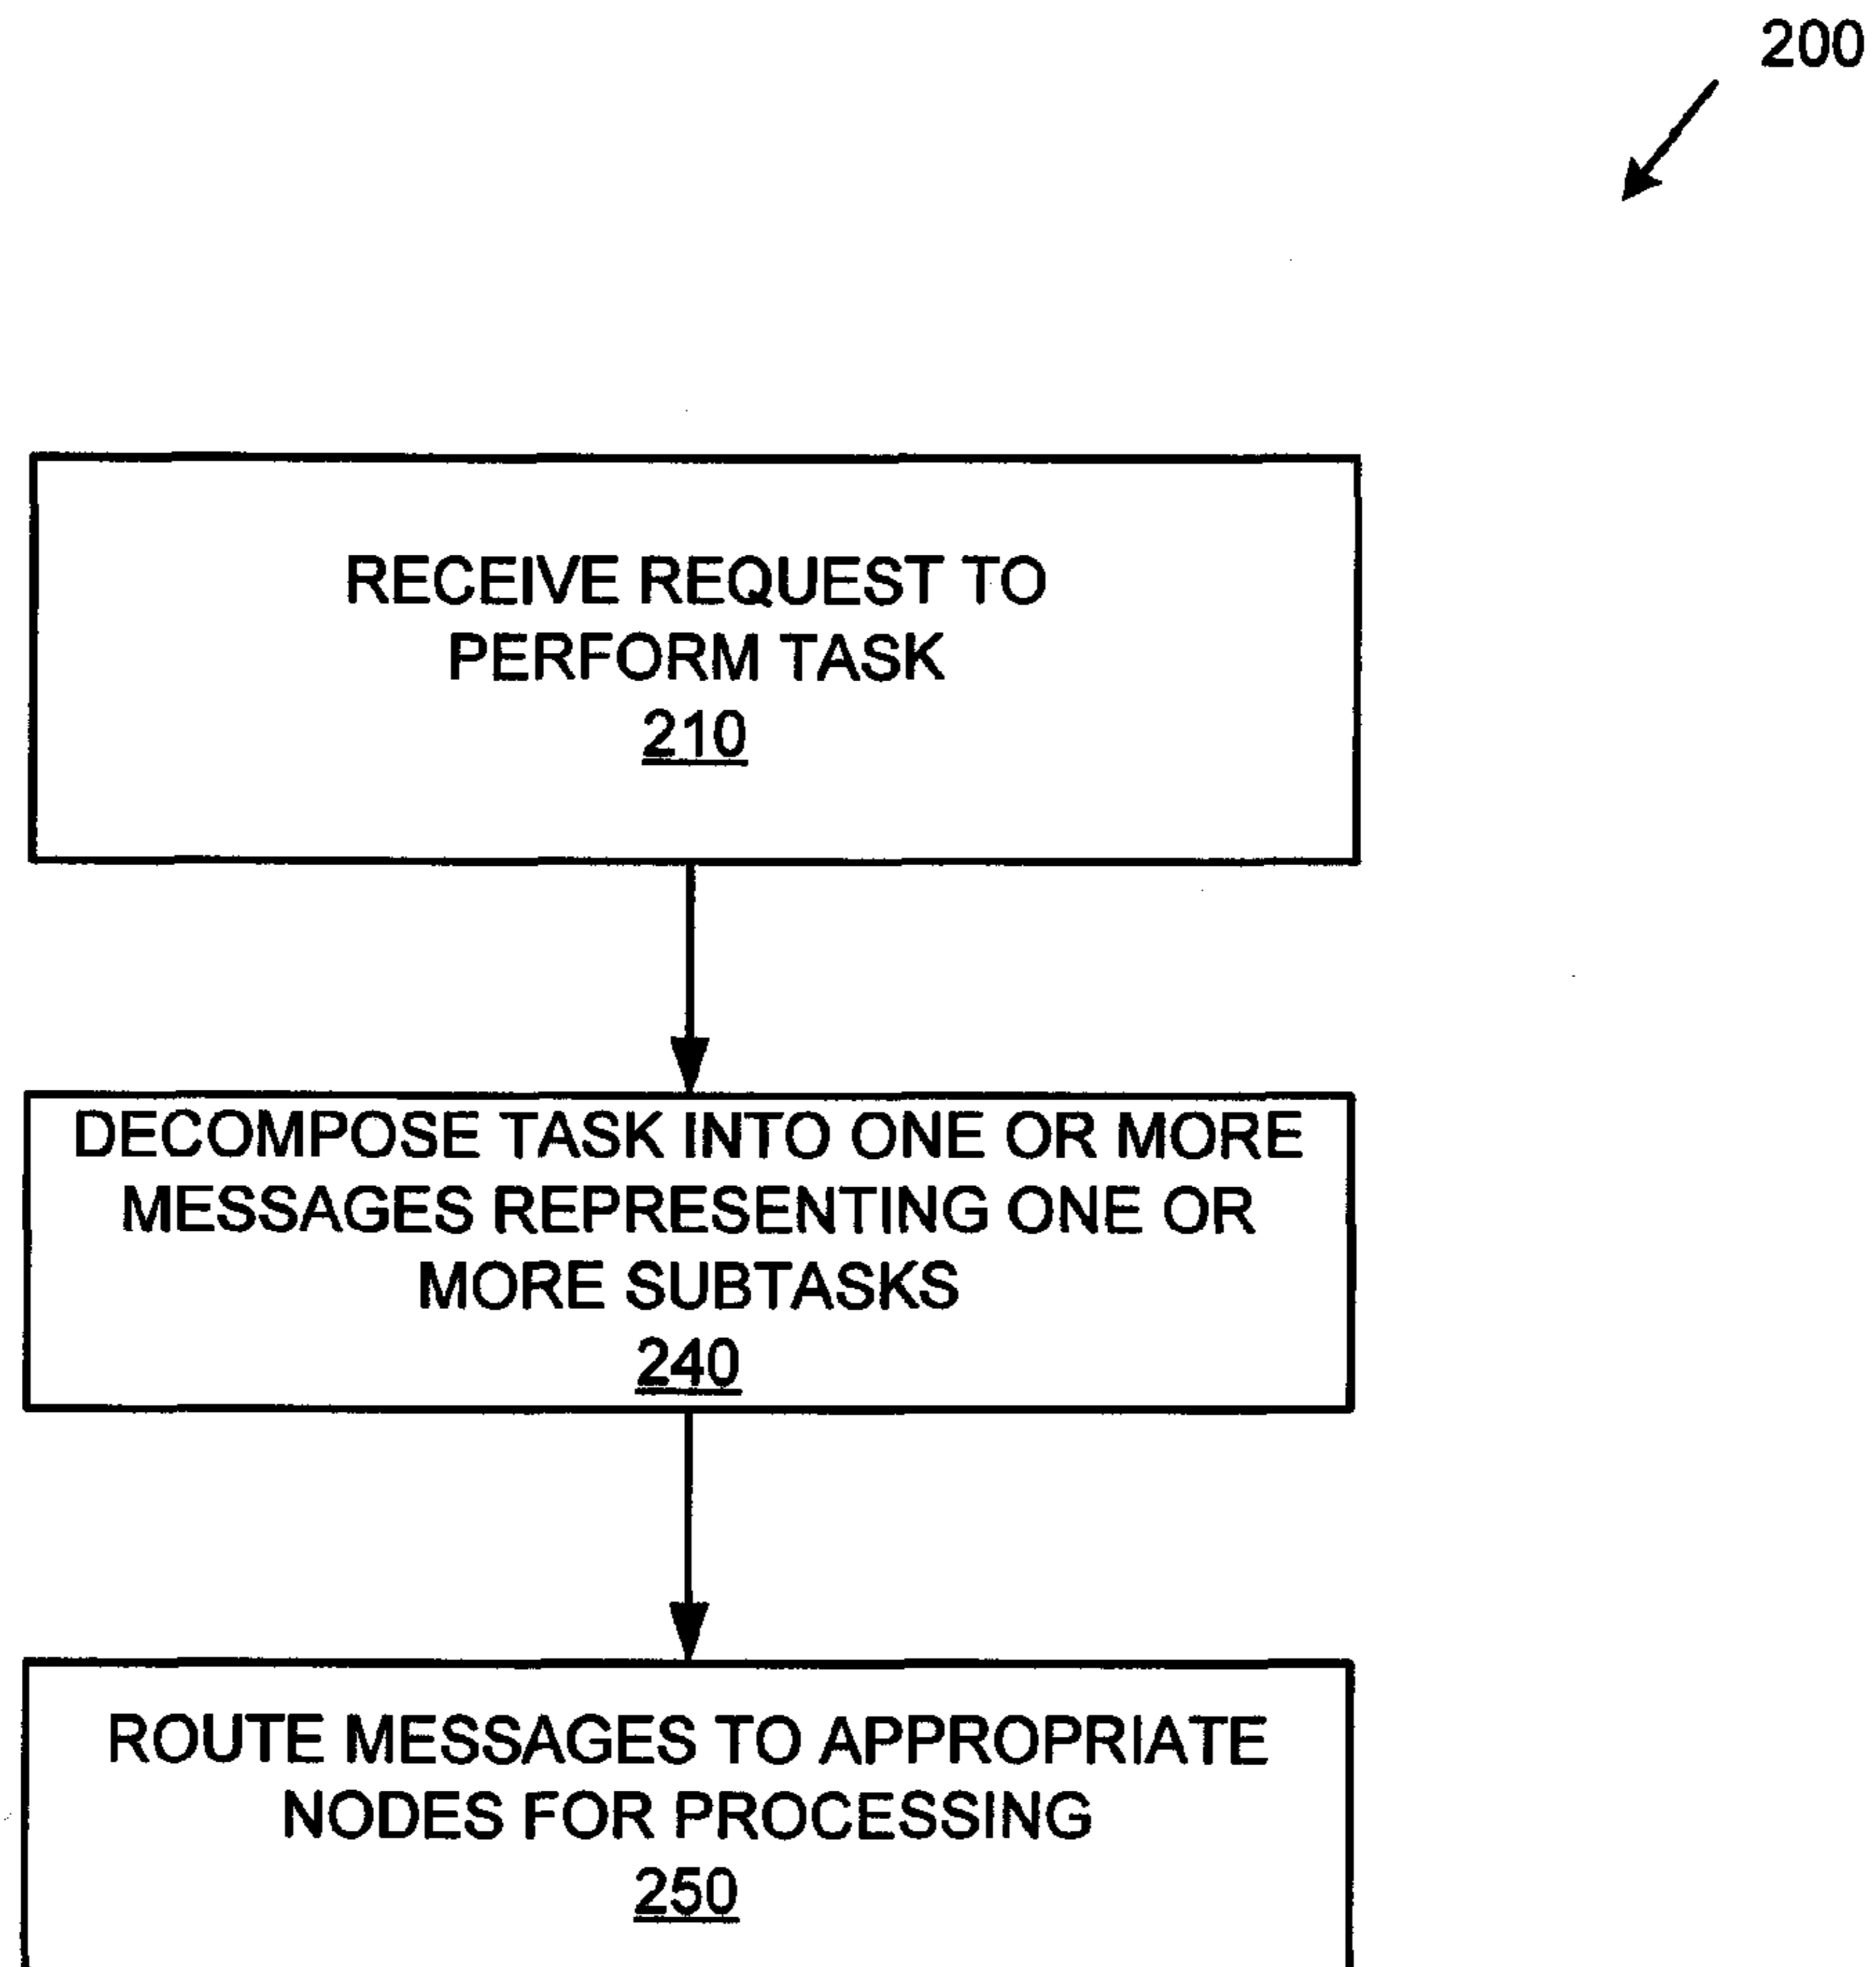 200
RECEIVE REQUEST TO
PERFORM TASK
210
DECOMPOSE TASK INTO ONE OR MORE
MESSAGES REPRESENTING ONE OR
MORE SUBTASKS
240
ROUTE MESSAGES TO APPROPRIATE
NODES FOR PROCESSING
250